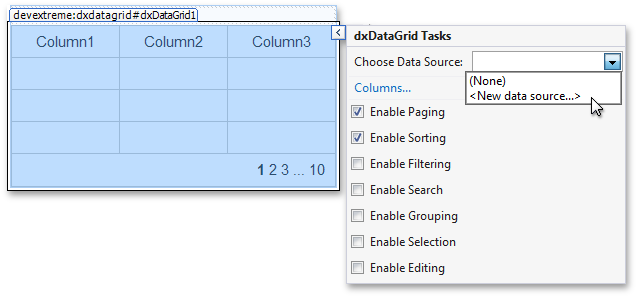 devextreme:dxdatagrid#dxDataGrid1
Column1 Column2 Column3
1 2 3 ... 10
dxDataGrid Tasks
Choose Data Source:
(None)
<New data source...>
Columns...
Enable Paging
Enable Sorting
Enable Filtering
Enable Search
Enable Grouping
Enable Selection
Enable Editing